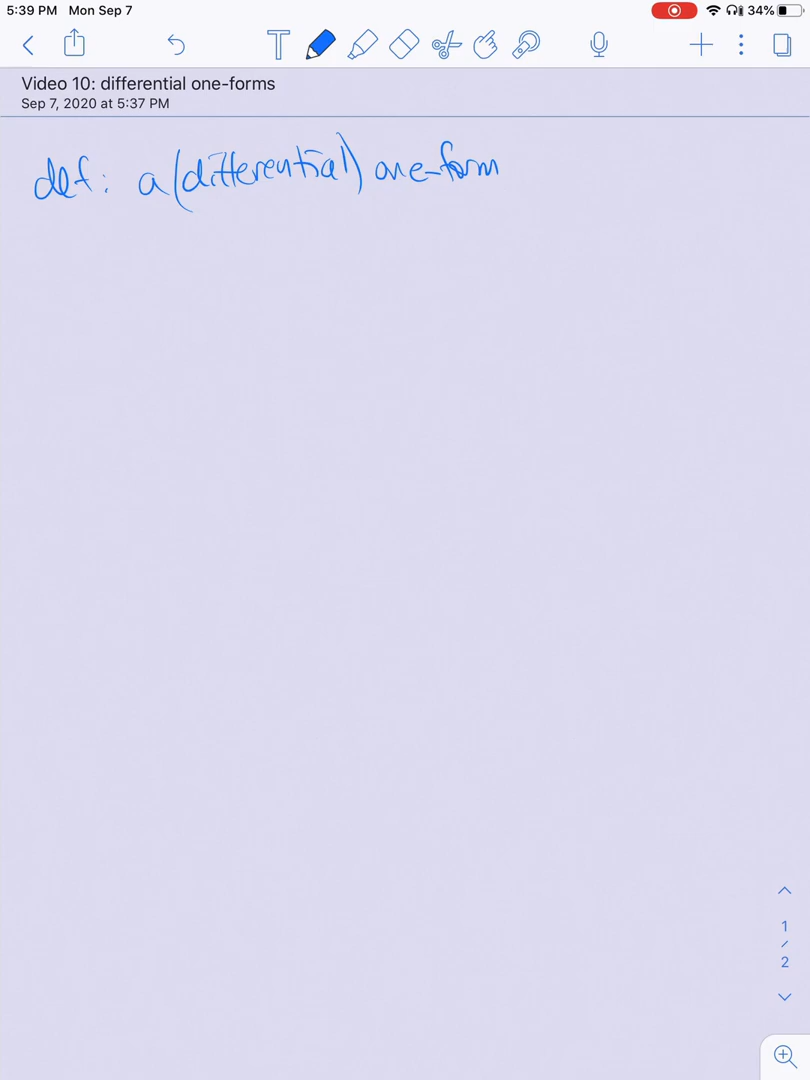 5:39 PM Mon Sep 7
34%
Video 10: differential one-forms
Sep 7, 2020 at 5:37 PM
def: a (differential) one-form
1
/
2